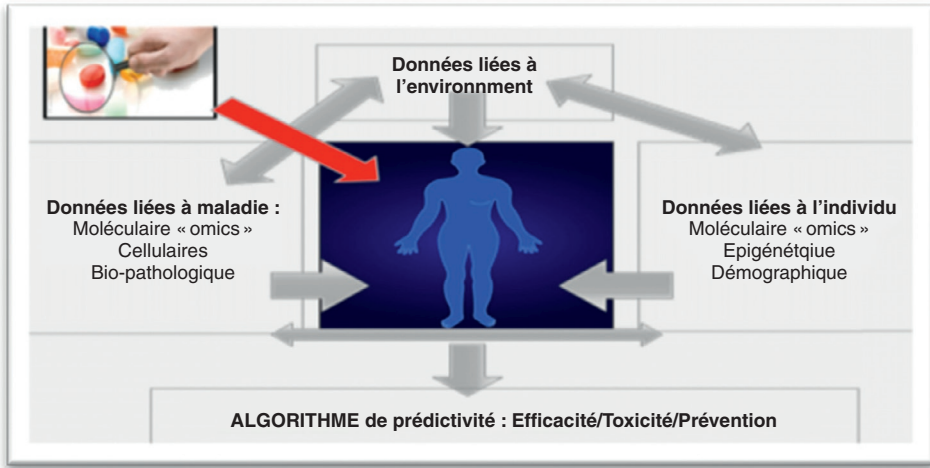 Données liées à
l’environnment
Données liées à maladie :
Moléculaire « omics »
Cellulaires
Bio-pathologique
Données liées à l’individu
Moléculaire « omics »
Epigénétqiue
Démographique
ALGORITHME de prédictivité : Efficacité/Toxicité/Prévention